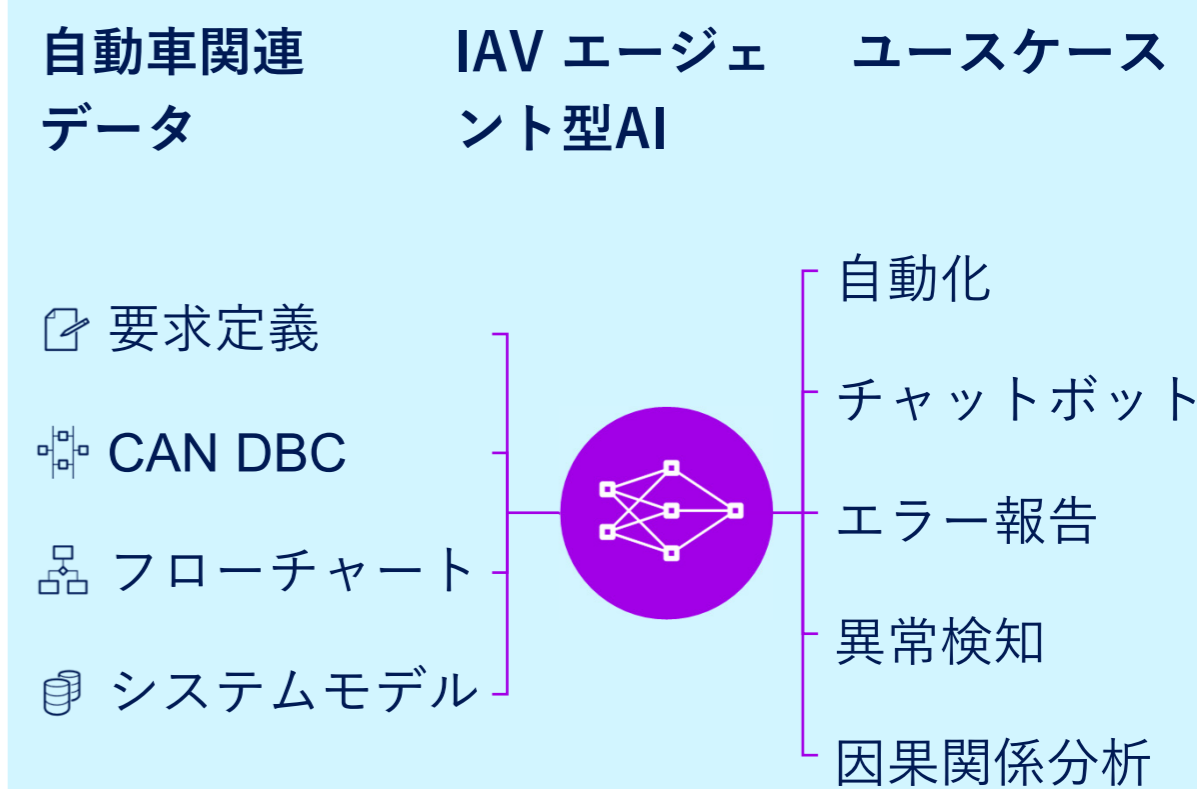 自動車関連
データ
IAV エージェ
ント型AI
ユースケース
要求定義
CAN DBC
フローチャート
システムモデル
自動化
チャットボット
エラー報告
異常検知
因果関係分析